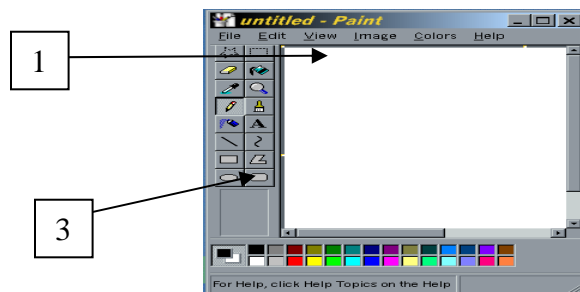 untitled - Paint
File Edit View Image Colors Help
1
A
3
For Help, click Help Topics on the Help